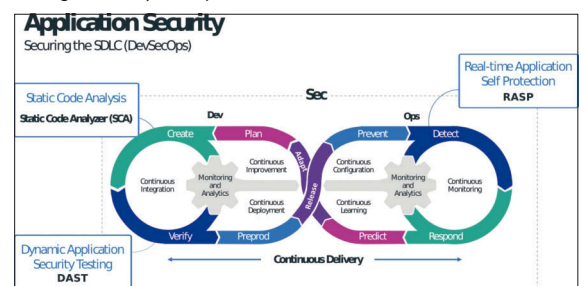 Application Security
Securing the SDLC (DevSecOps)
Real-time Application
Self Protection
RASP
Static Code Analysis
Static Code Analyzer (SCA)
Sec
Dev
Ops
Create
Plan
Prevent
Detect
Adapt
Release
Continuous
Integration
Monitoring
and
Analytics
Continuous
Improvement
Continuous
Deployment
Continuous
Configuration
Continuous
Learning
Monitoring
and
Analytics
Continuous
Monitoring
Verify
Preprod
Predict
Respond
Dynamic Application
Security Testing
DAST
Continuous Delivery